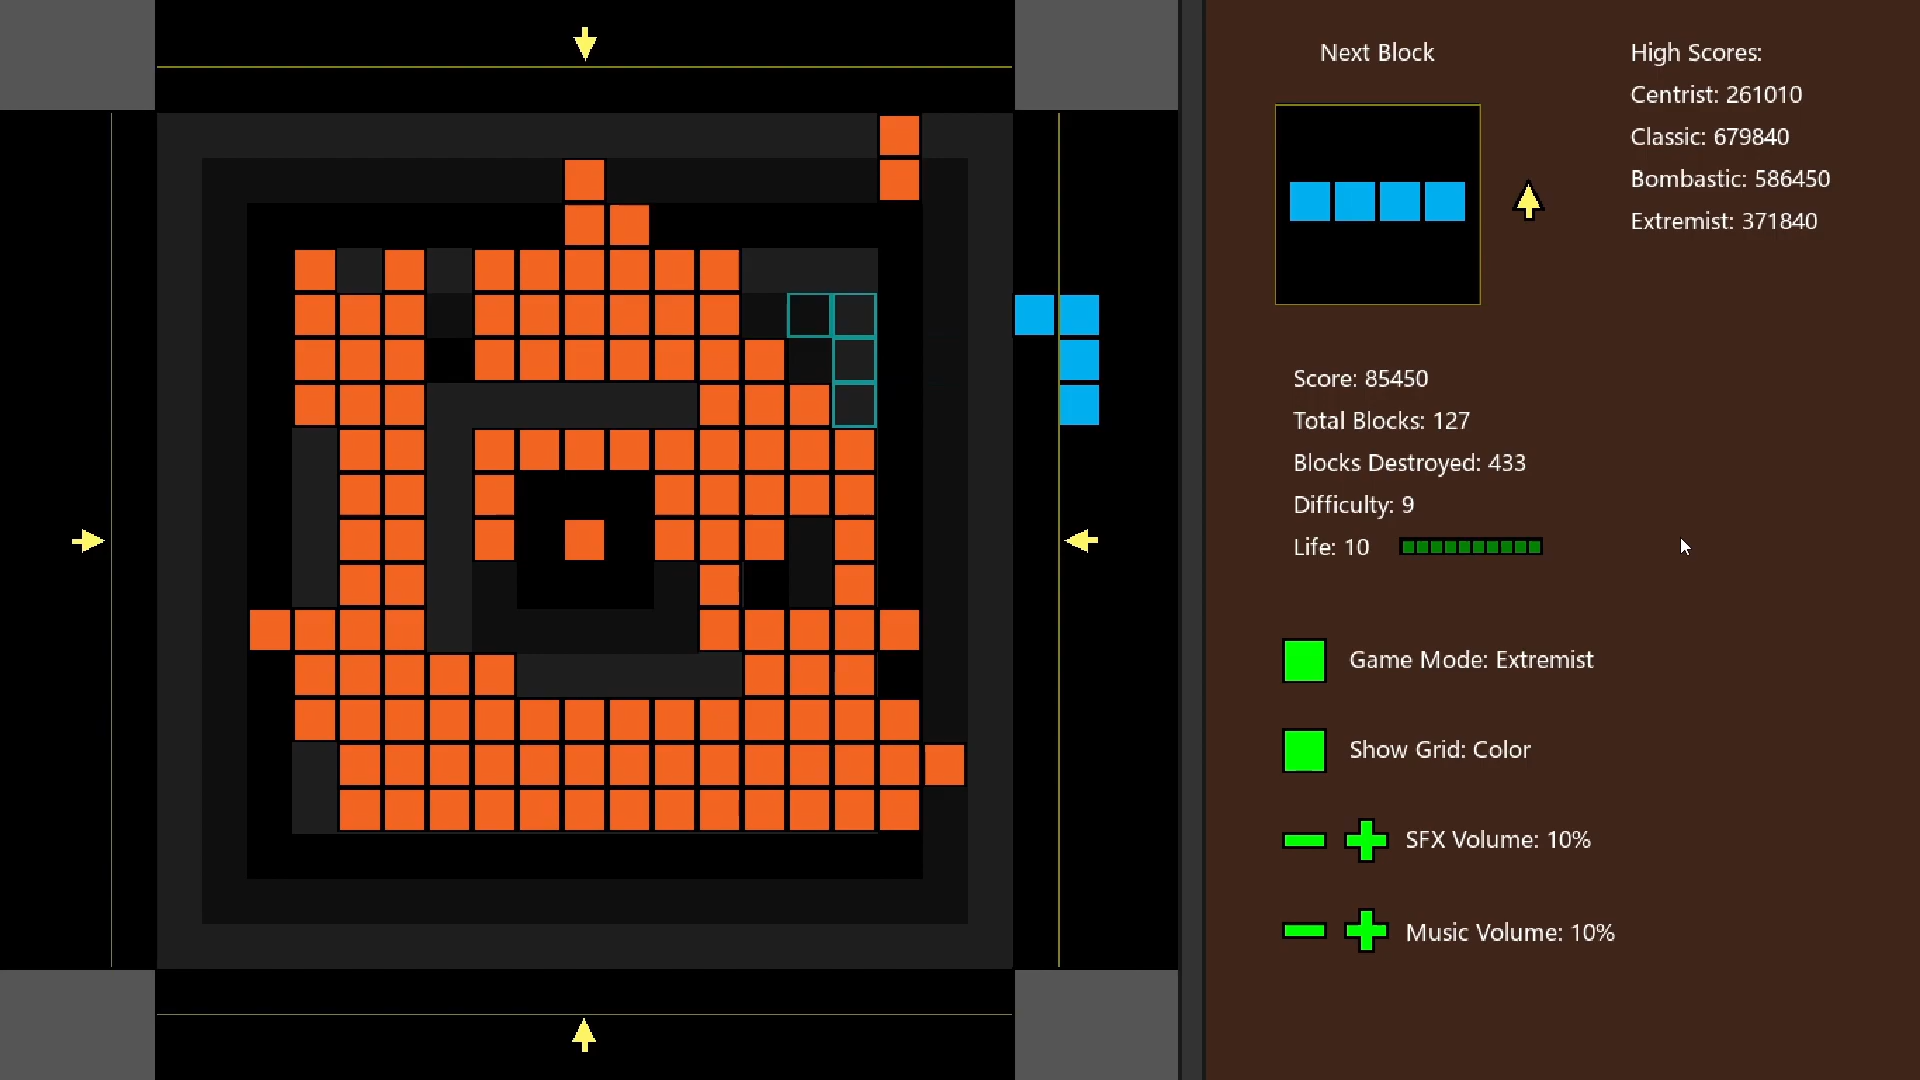 Next Block
High Scores:
Centrist: 261010
Classic: 679840
Bombastic: 586450
Extremist: 371840
Score: 85450
Total Blocks: 127
Blocks Destroyed: 433
Difficulty: 9
Life: 10
Game Mode: Extremist
Show Grid: Color
SFX Volume: 10%
Music Volume: 10%